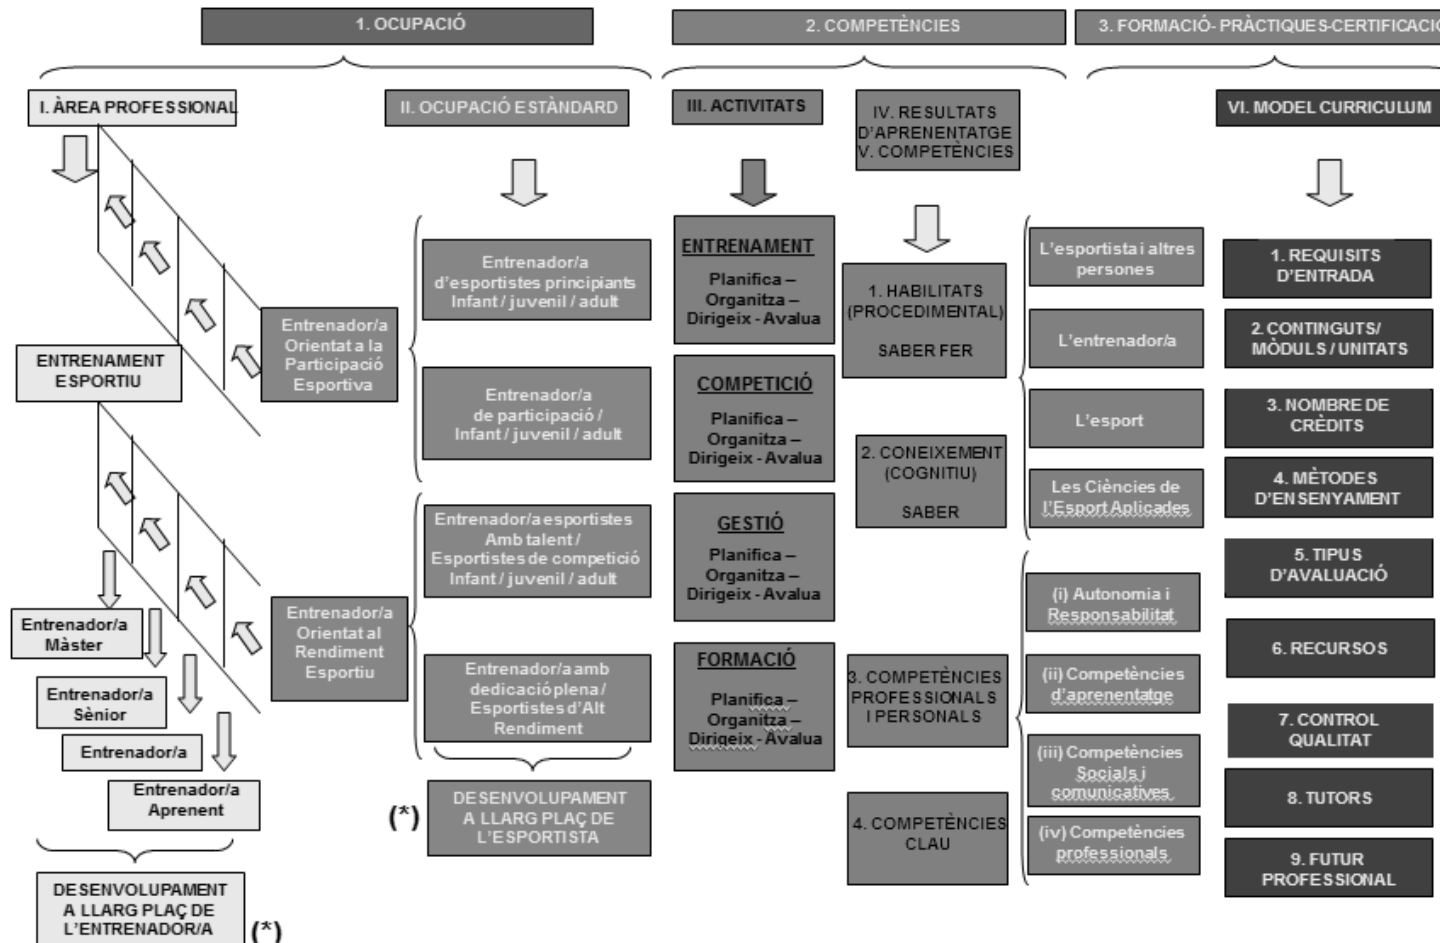 1. OCUPACIÓ
2. COMPETÈNCIES
3. FORMACIÓ- PRÀCTIQUES-CERTIFICACIÓ
I. ÀREA PROFESSIONAL
II. OCUPACIÓ ESTÀNDARD
III. ACTIVITATS
IV. RESULTATS
D'APRENENTATGE
V. COMPETÈNCIES
VI. MODEL CURRICULUM
ENTRENAMENT
ESPORTIU
Entrenador/a
Màster
Entrenador/a
Sènior
Entrenador/a
Entrenador/a
Aprenent
DESENVOLUPAMENT
A LLARG PLAÇ DE
L'ENTRENADOR/A
(*)
Entrenador/a
Orientat a la
Participació
Esportiva
Entrenador/a
Orientat al
Rendiment
Esportiu
Entrenador/a
d'esportistes principiants
Infant / juvenil / adult
Entrenador/a
de participació /
Infant / juvenil / adult
Entrenador/a esportistes
Amb talent /
Esportistes de competició
Infant / juvenil / adult
Entrenador/a amb
dedicació plena /
Esportistes d'Alt
Rendiment
(*)
DESENVOLUPAMENT
A LLARG PLAÇ DE
L'ESPORTISTA
ENTRENAMENT
Planifica –
Organitza –
Dirigeix - Avalua
COMPETICIÓ
Planifica –
Organitza –
Dirigeix - Avalua
GESTIÓ
Planifica –
Organitza –
Dirigeix - Avalua
FORMACIÓ
Planifica –
Organitza –
Dirigeix - Avalua
1. HABILITATS
(PROCEDIMENTAL)
SABER FER
2. CONEIXEMENT
(COGNITIU)
SABER
3. COMPETÈNCIES
PROFESSIONALS
I PERSONALS
4. COMPETÈNCIES
CLAU
L'esportista i altres
persones
L'entrenador/a
L'esport
Les Ciències de
l'Esport Aplicades
(i) Autonomia i
Responsabilitat
(ii) Competències
d'aprenentatge
(iii) Competències
Socials i
comunicatives
(iv) Competències
professionals
1. REQUISITS
D'ENTRADA
2. CONTINGUTS/
MÒDULS / UNITATS
3. NOMBRE DE
CRÈDITS
4. MÈTODES
D'ENSENYAMENT
5. TIPUS
D'AVALUACIÓ
6. RECURSOS
7. CONTROL
QUALITAT
8. TUTORS
9. FUTUR
PROFESSIONAL